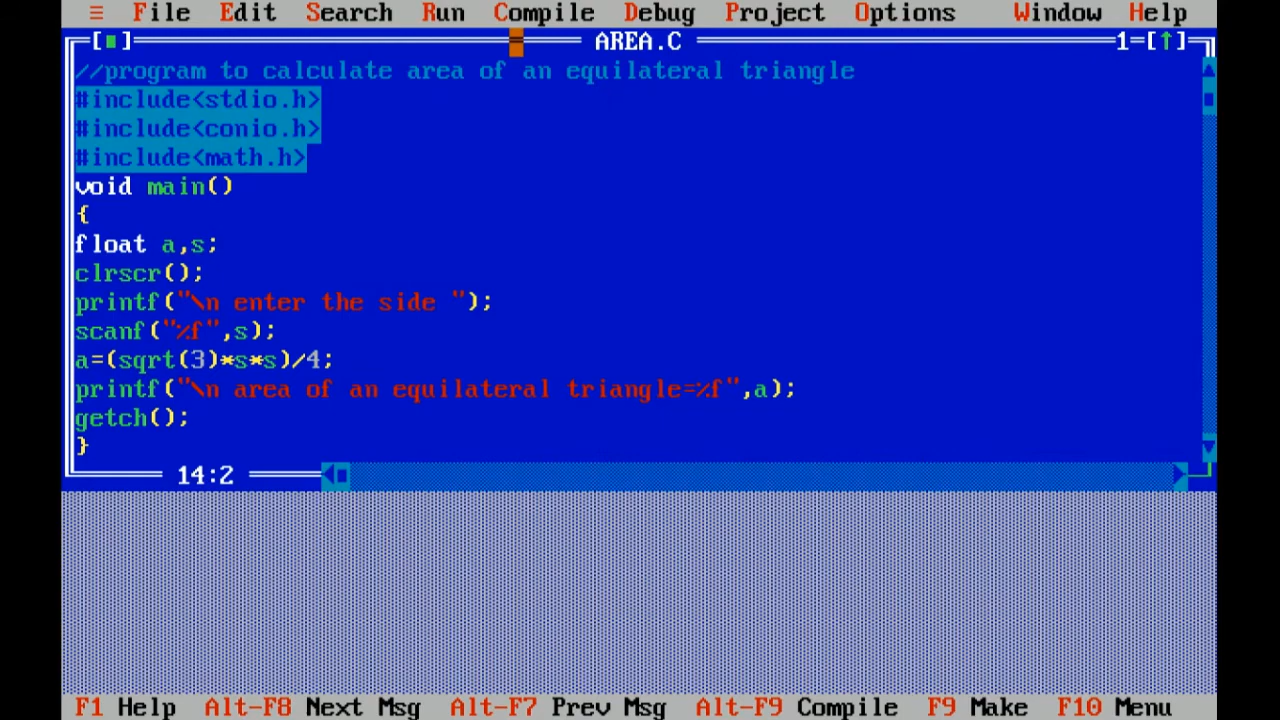 ≡ File Edit Search Run Compile Debug Project Options Window Help
[■] AREA.C 1=[↑]
//program to calculate area of an equilateral triangle
#include<stdio.h>
#include<conio.h>
#include<math.h>
void main()
{
float a,s;
clrscr();
printf("\n enter the side ");
scanf("%f",s);
a=(sqrt(3)*s*s)/4;
printf("\n area of an equilateral triangle=%f",a);
getch();
}
14:2
F1 Help Alt-F8 Next Msg Alt-F7 Prev Msg Alt-F9 Compile F9 Make F10 Menu